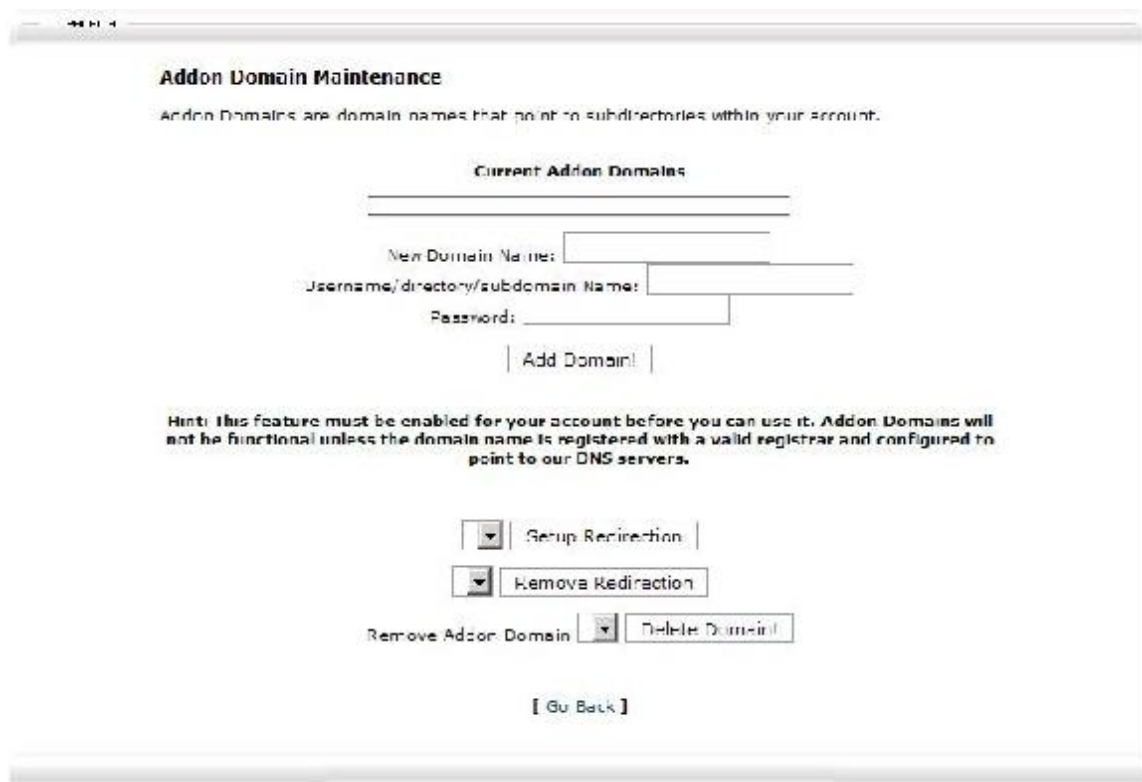 Addon Domain Maintenance
Addon Domains are domain names that point to subdirectories within your account.
Current Addon Domains
New Domain Name:
Username/directory/subdomain Name:
Password:
Add Domain!
Hint: This feature must be enabled for your account before you can use it. Addon Domains will
not be functional unless the domain name is registered with a valid registrar and configured to
point to our DNS servers.
Setup Redirection
Remove Redirection
Remove Addon Domain Delete Domain!
[ Go Back ]